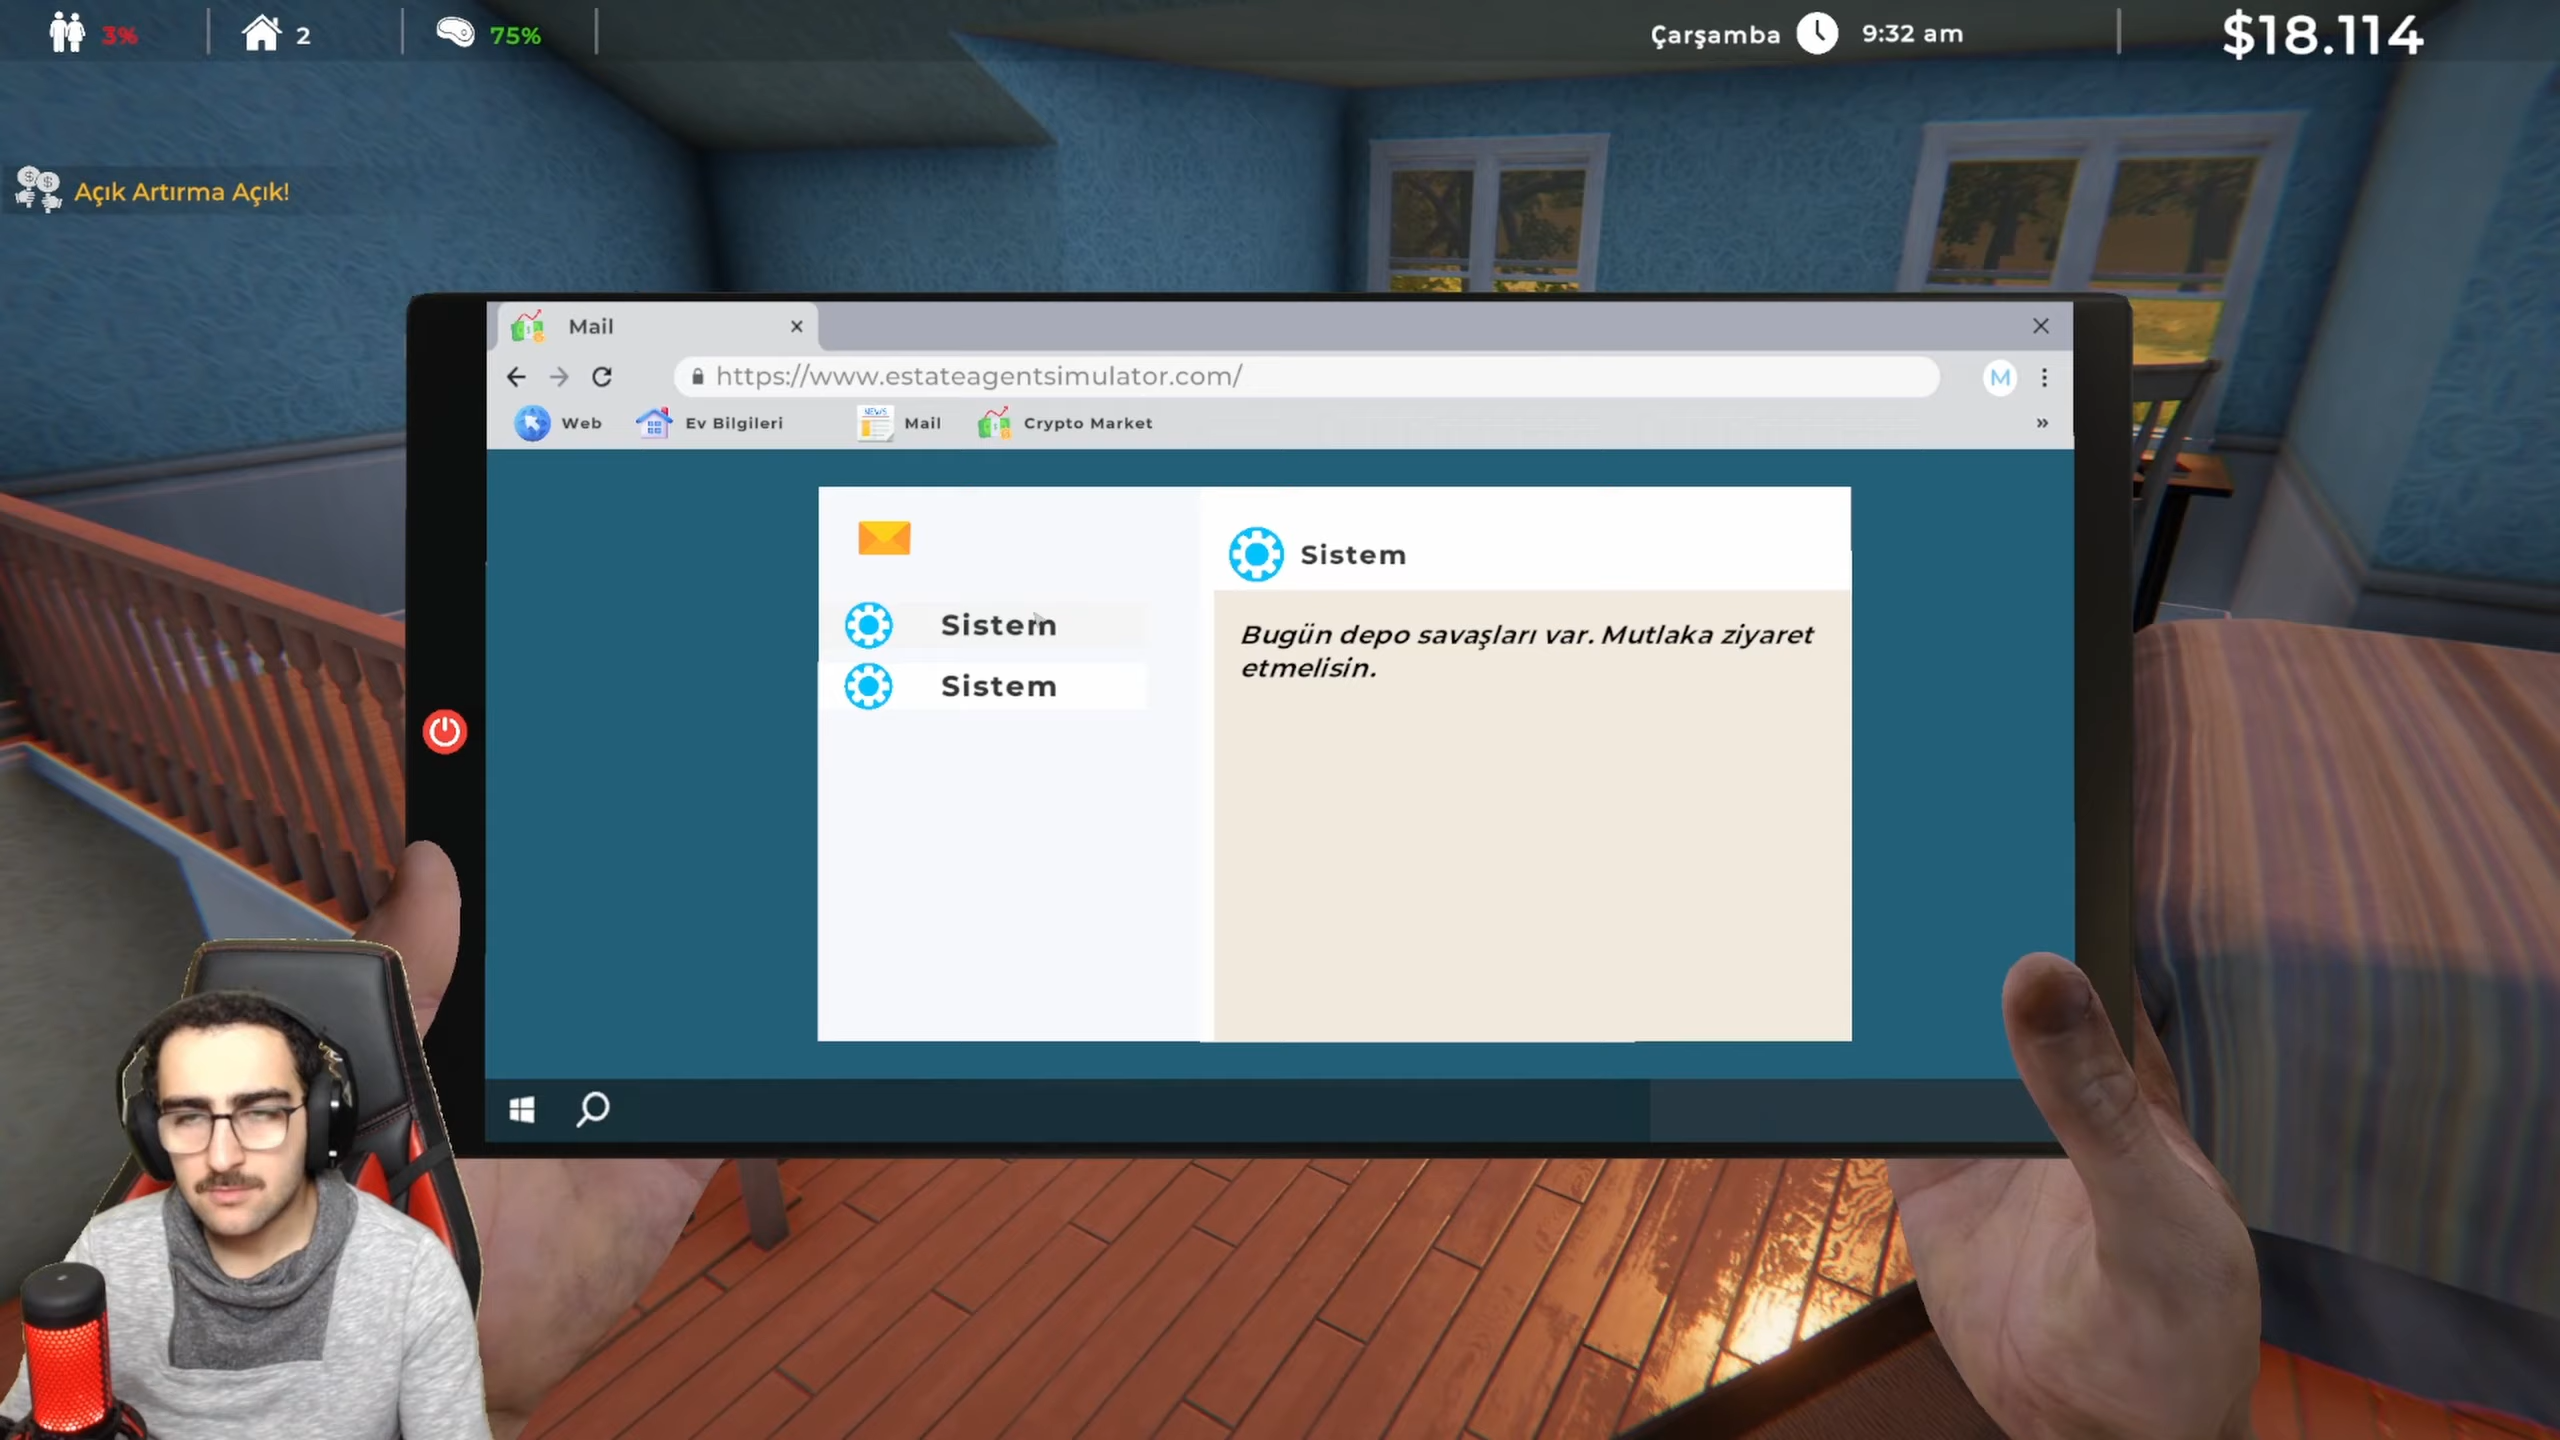 3%
2
75%
Çarşamba
9:32 am
$18.114
Açık Artırma Açık!
Mail
https://www.estateagentsimulator.com/
M
Web
Ev Bilgileri
NEWS
Mail
Crypto Market
»
Sistem
Sistem
Sistem
Bugün depo savaşları var. Mutlaka ziyaret
etmelisin.